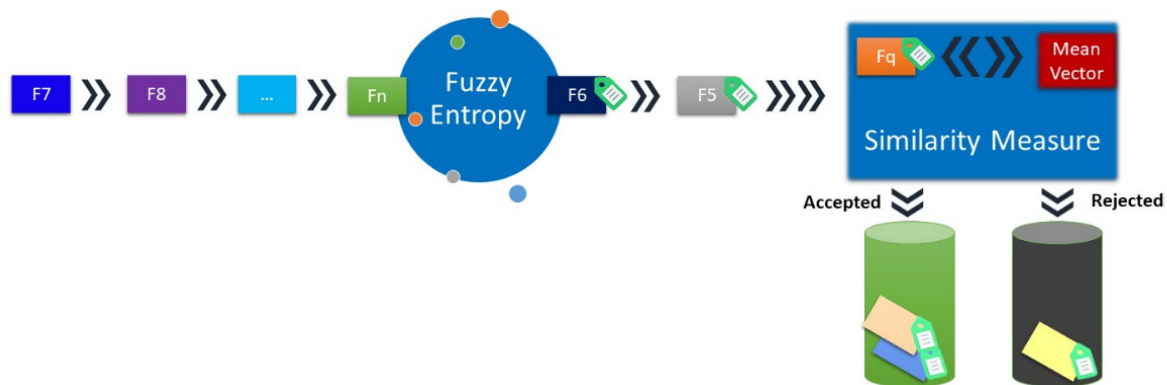 F7
F8
...
Fn
Fuzzy
Entropy
F6
F5
Fq
Mean
Vector
Similarity Measure
Accepted
Rejected